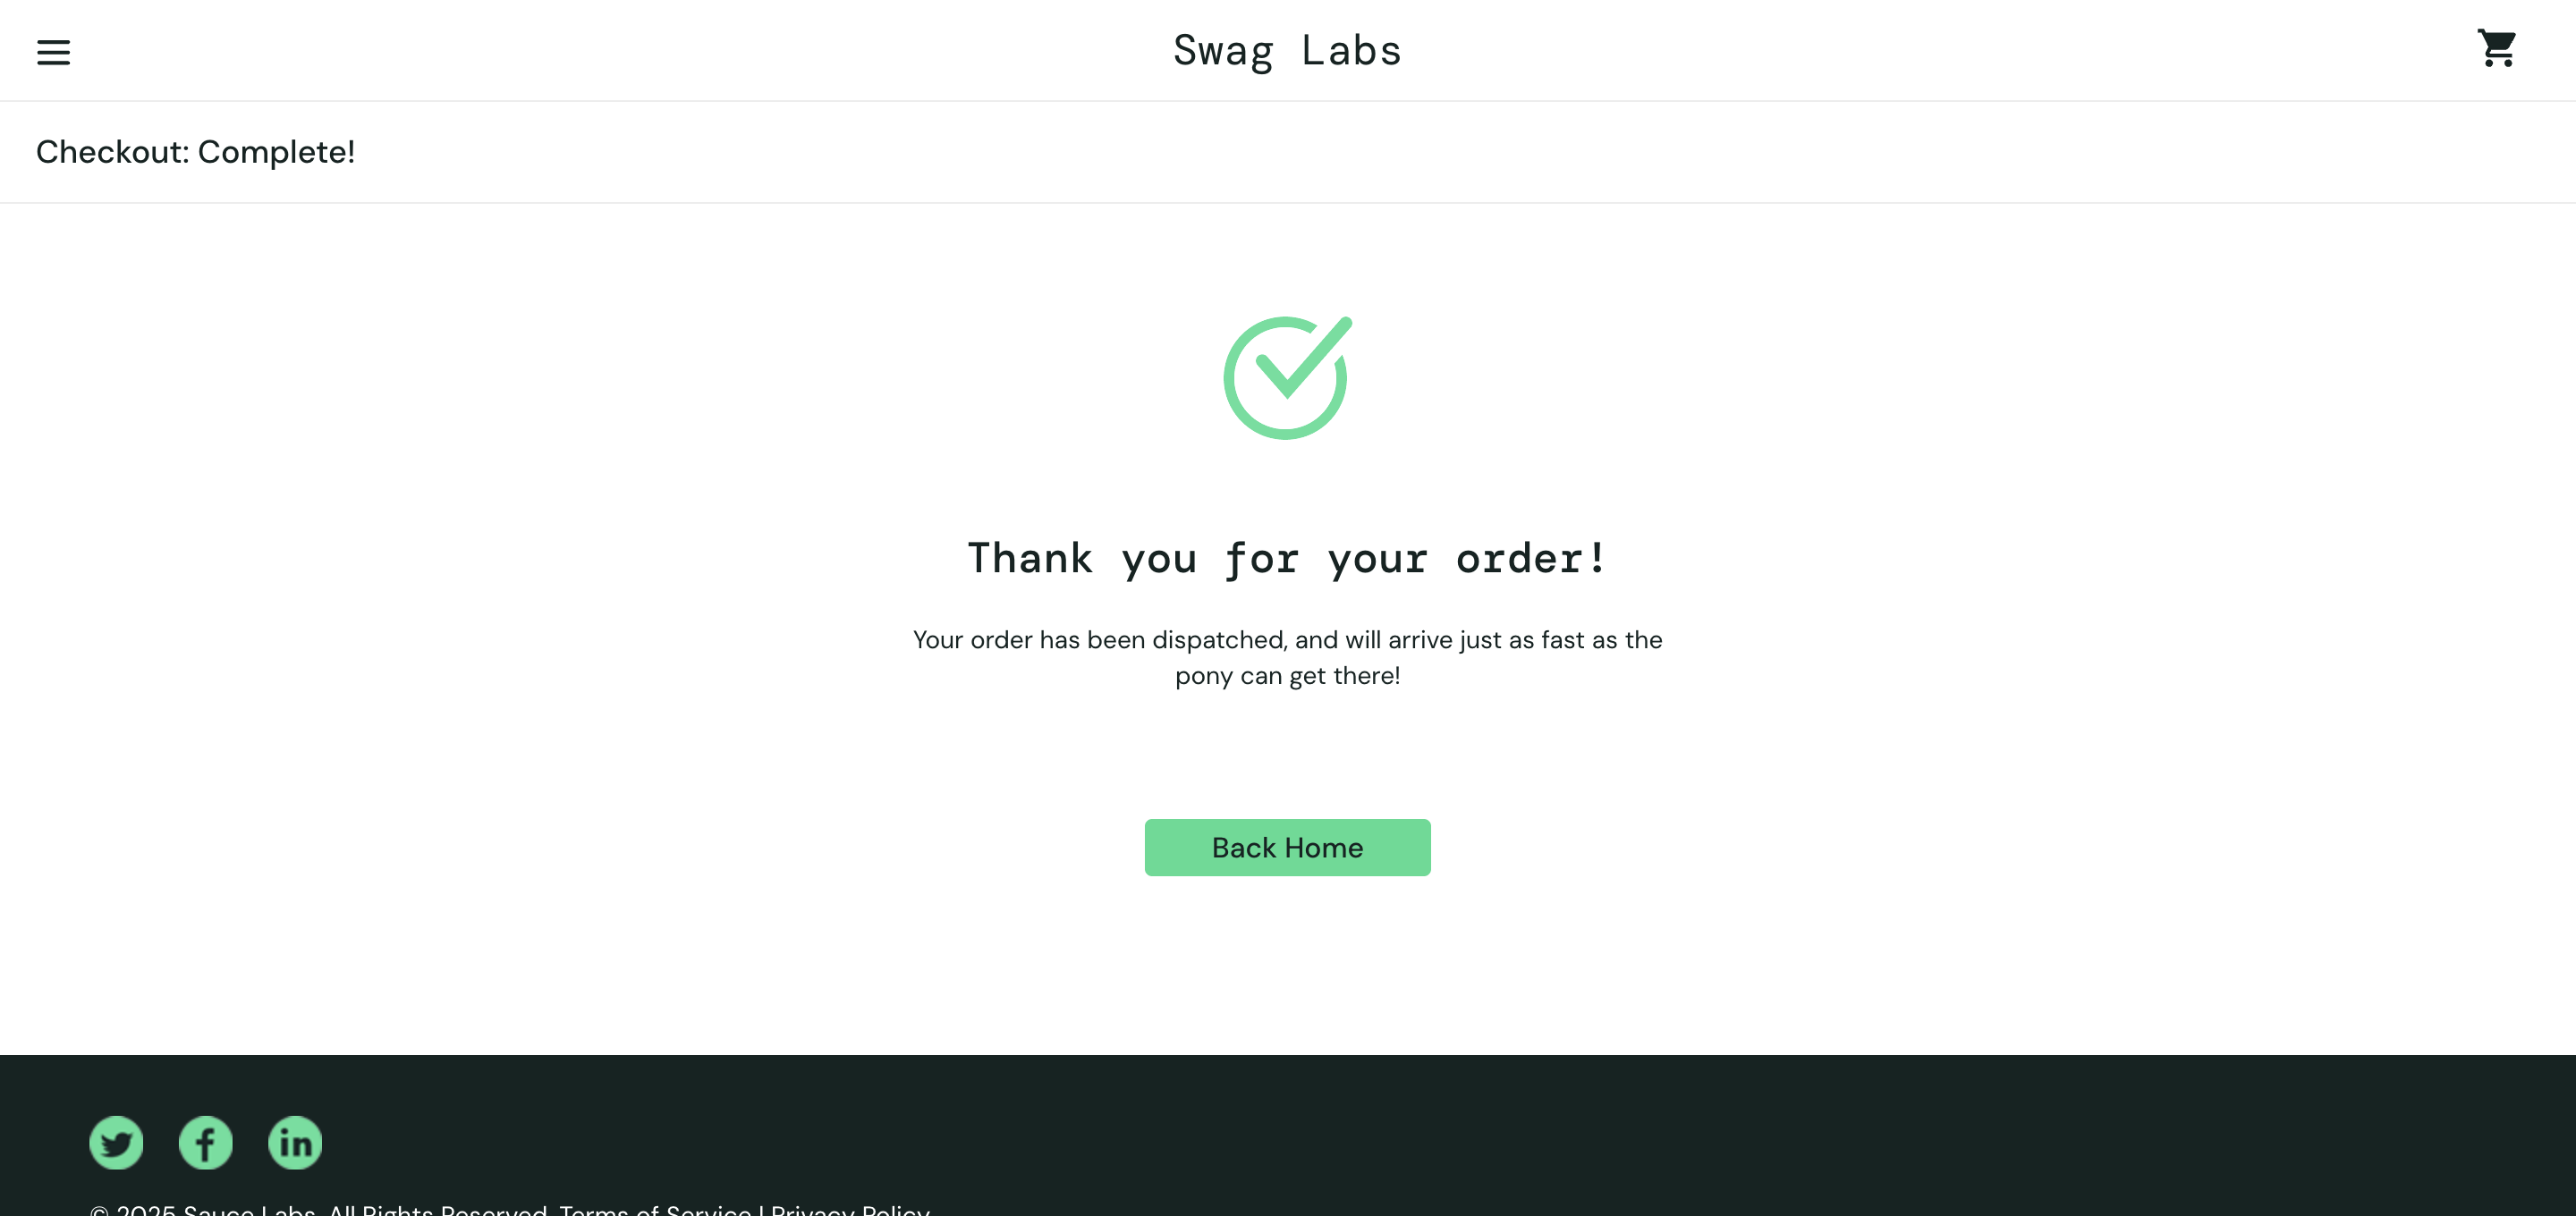 Swag Labs
Checkout: Complete!
Thank you for your order!
Your order has been dispatched, and will arrive just as fast as the
pony can get there!
Back Home
© 2025 Sauce Labs. All Rights Reserved. Terms of Service | Privacy Policy